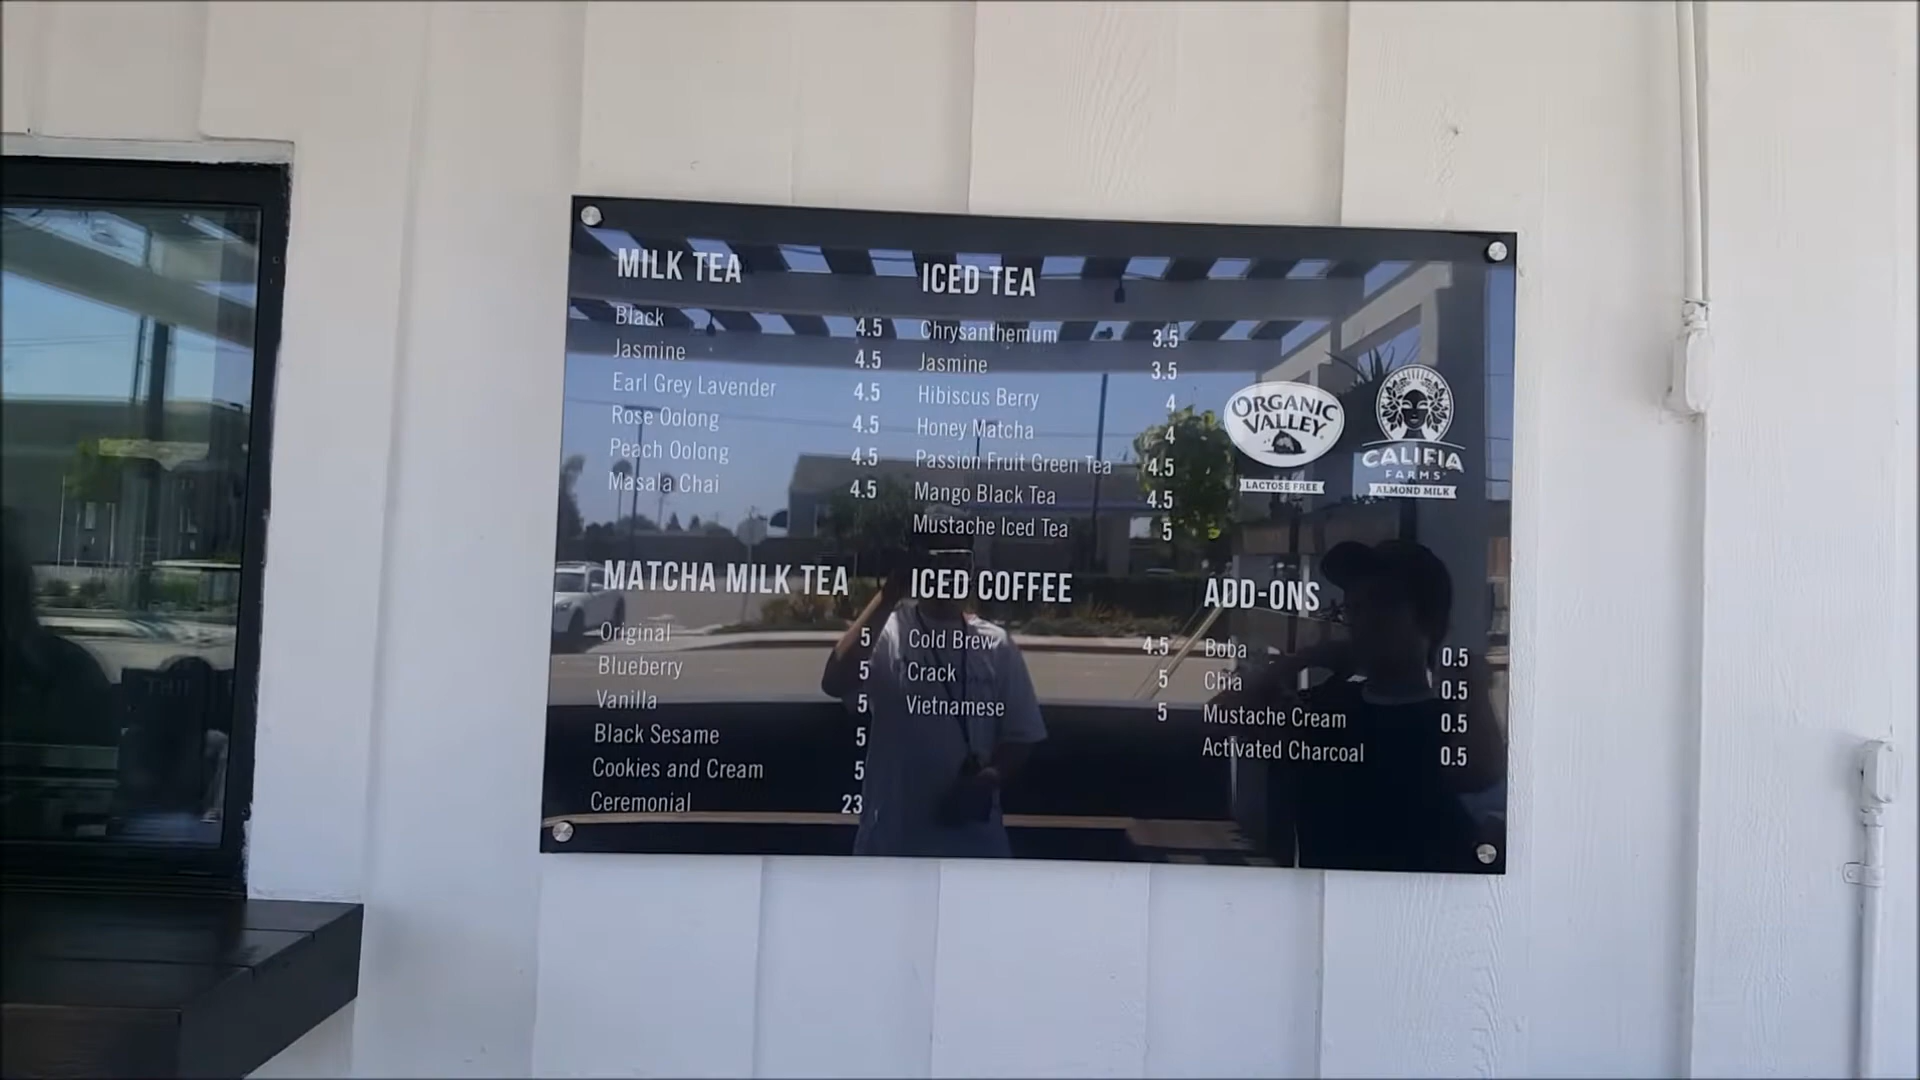 MILK TEA
Black 4.5
Jasmine 4.5
Earl Grey Lavender 4.5
Rose Oolong 4.5
Peach Oolong 4.5
Masala Chai 4.5
MATCHA MILK TEA
Original 5
Blueberry 5
Vanilla 5
Black Sesame 5
Cookies and Cream 5
Ceremonial 23
ICED TEA
Chrysanthemum 3.5
Jasmine 3.5
Hibiscus Berry 4
Honey Matcha 4
Passion Fruit Green Tea 4.5
Mango Black Tea 4.5
Mustache Iced Tea 5
ICED COFFEE
Cold Brew 4.5
Crack 5
Vietnamese 5
ORGANIC
VALLEY
LACTOSE FREE
CALIFIA
FARMS
ALMOND MILK
ADD-ONS
Boba 0.5
Chia 0.5
Mustache Cream 0.5
Activated Charcoal 0.5